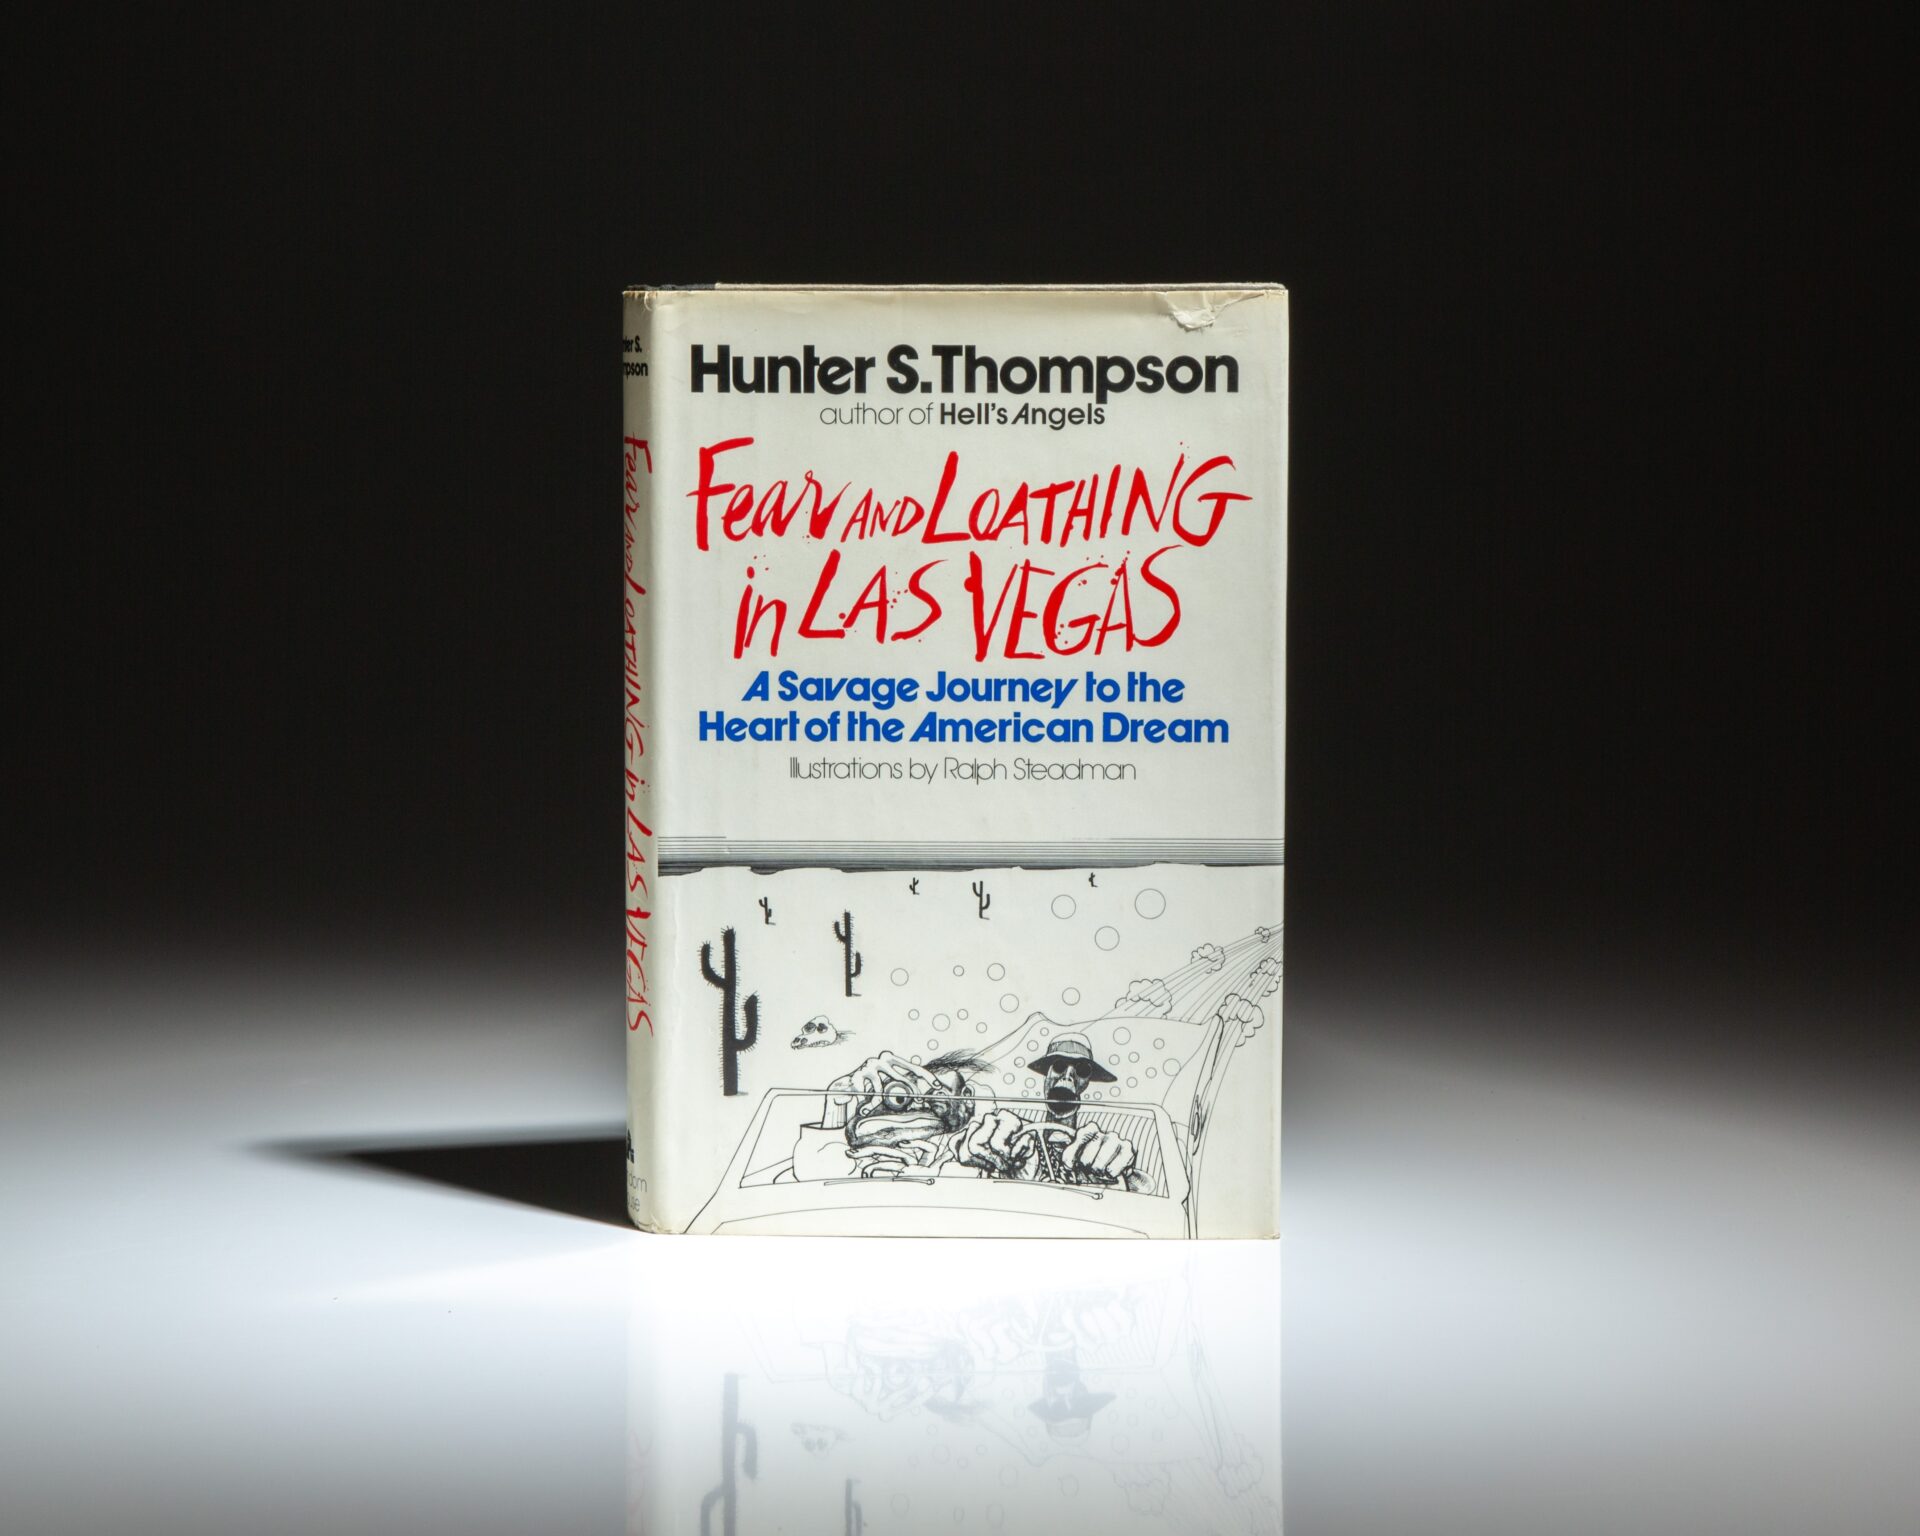 Hunter S. Thompson
author of Hell's Angels
Fear AND LOATHING
in LAS VEGAS
A Savage Journey to the
Heart of the American Dream
Illustrations by Ralph Steadman
Fear AND LOATHING in LAS VEGAS